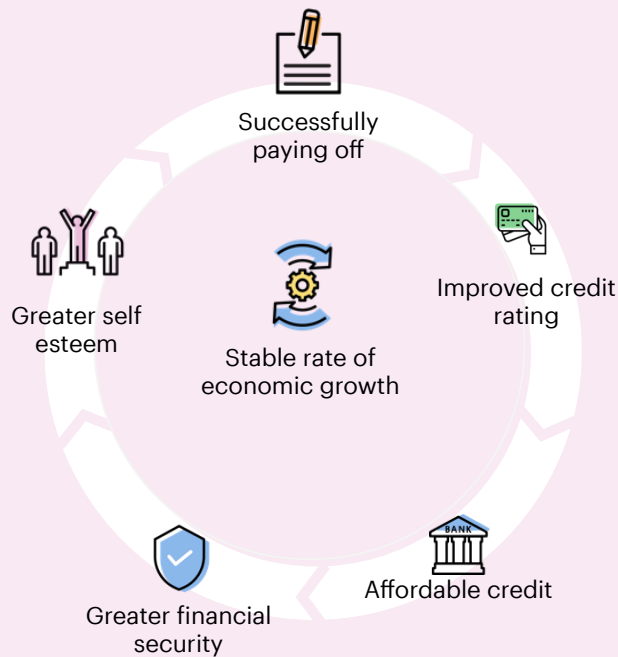 Successfully
paying off
Improved credit
rating
BANK
Affordable credit
Greater financial
security
Greater self
esteem
Stable rate of
economic growth